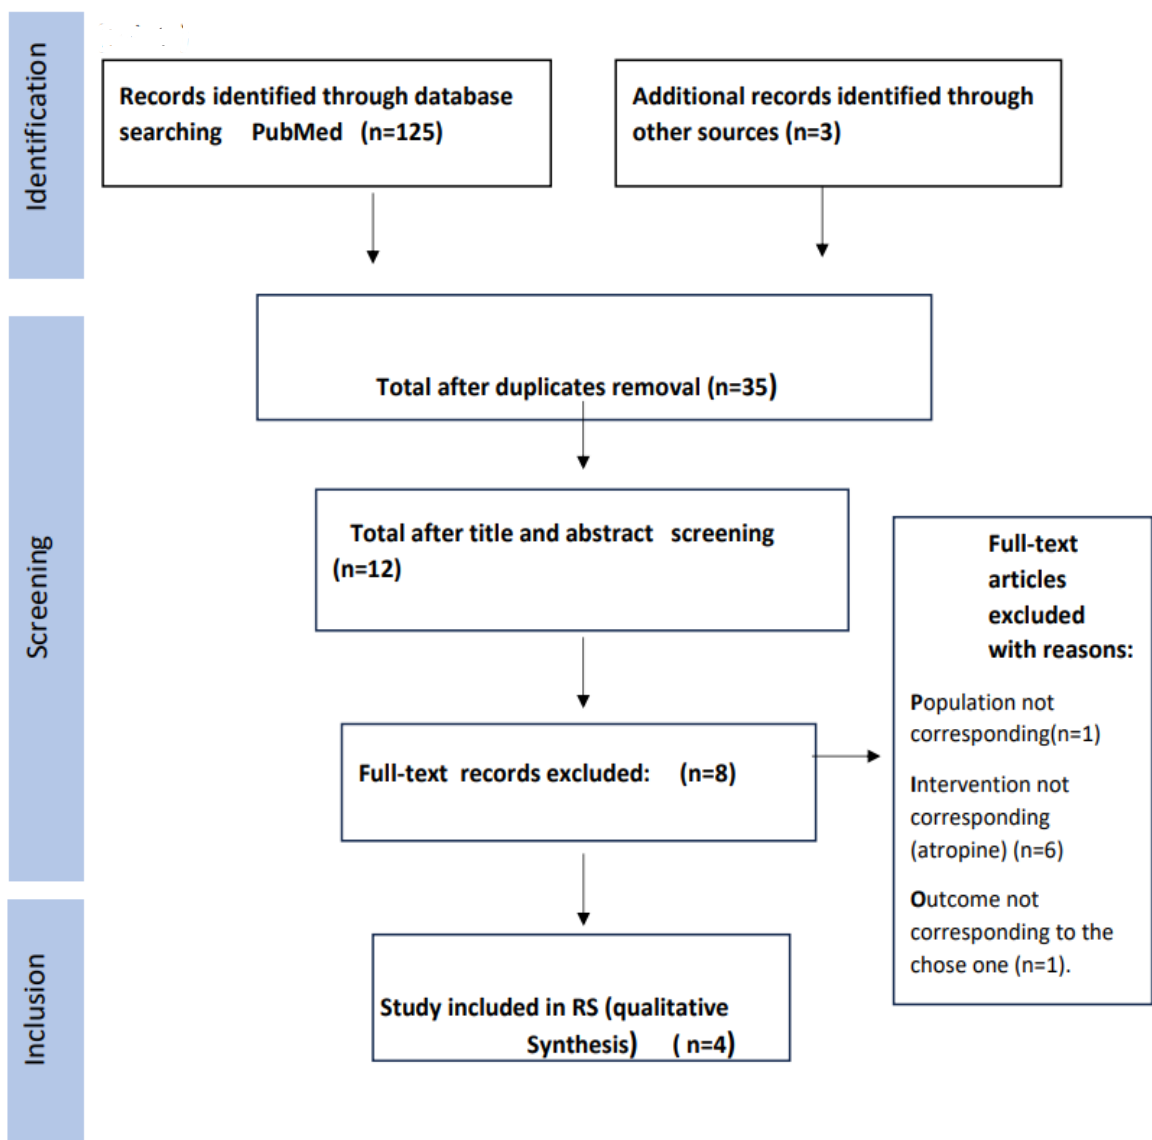 Identification
Records identified through database
searching PubMed (n=125)
Additional records identified through
other sources (n=3)
Screening
Total after duplicates removal (n=35)
Total after title and abstract screening
(n=12)
Full-text records excluded: (n=8)
Full-text
articles
excluded
with reasons:
Population not
corresponding(n=1)
Intervention not
corresponding
(atropine) (n=6)
Outcome not
corresponding to the
chose one (n=1).
Inclusion
Study included in RS (qualitative
Synthesis) ( n=4)